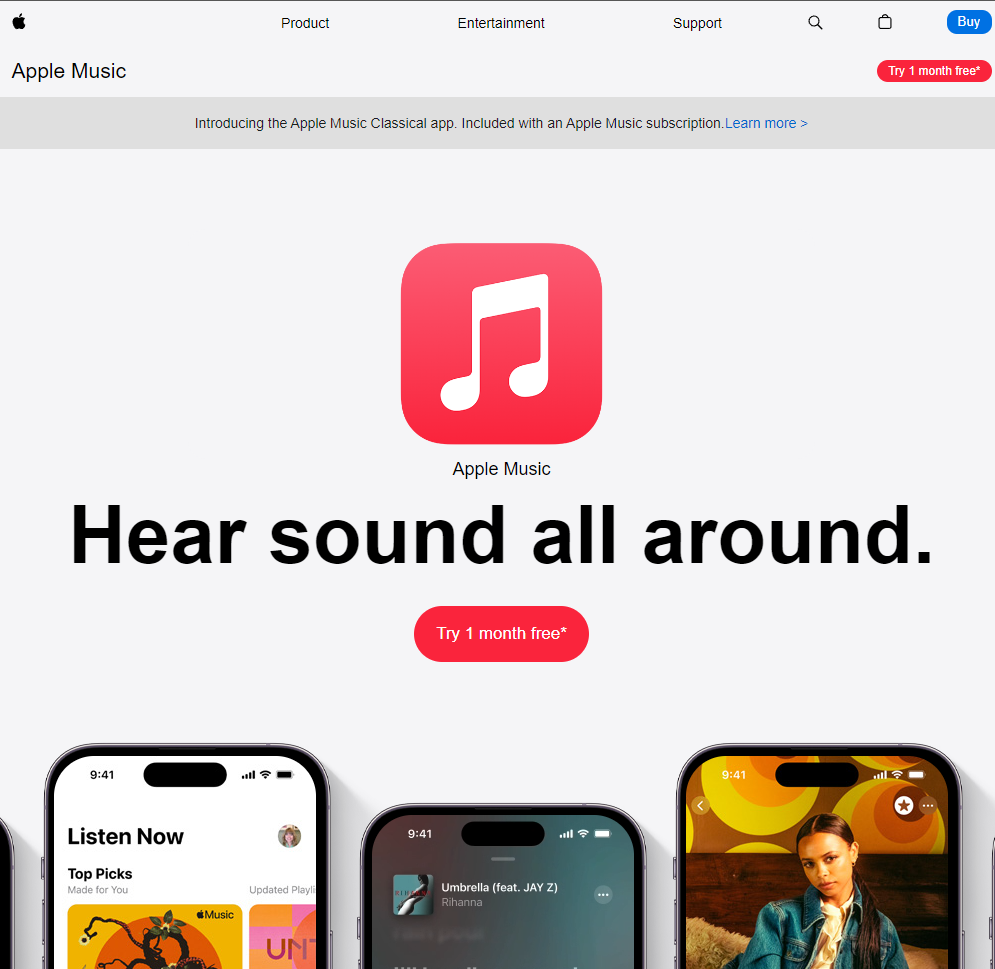 Product
Entertainment
Support
Buy
Apple Music
Try 1 month free*
Introducing the Apple Music Classical app. Included with an Apple Music subscription.Learn more >
Apple Music
Hear sound all around.
Try 1 month free*
9:41
Listen Now
Top Picks
Made for You
Updated Playli
Music
UNT
9:41
RIHANNA
Umbrella (feat. JAY Z)
Rihanna
9:41